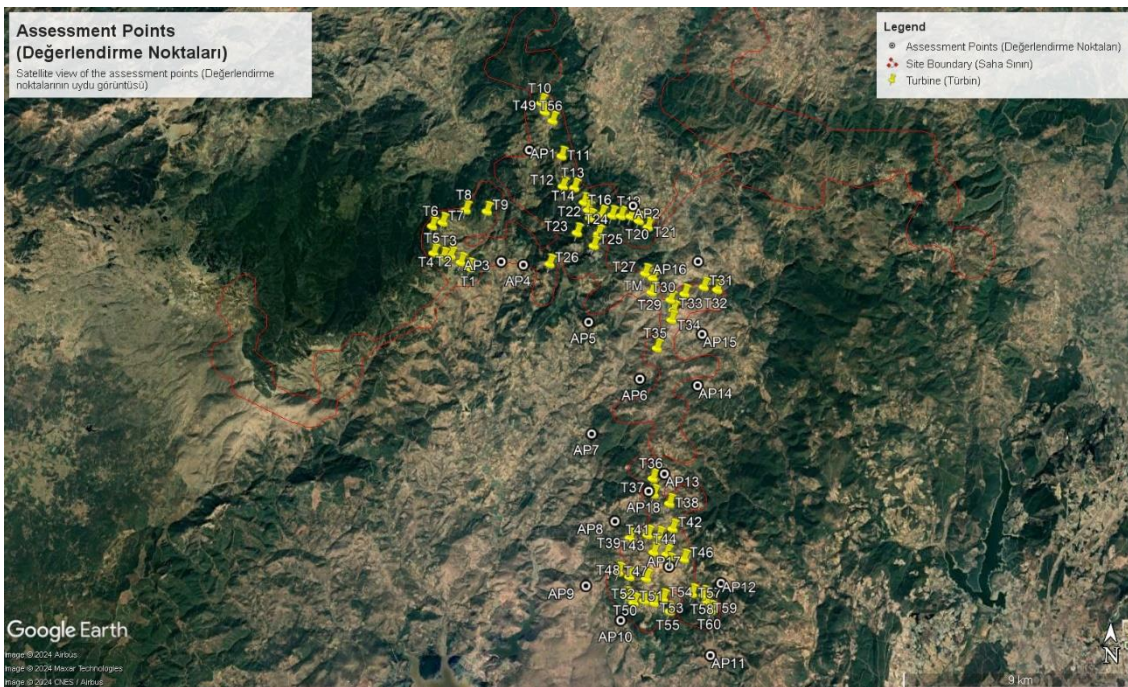 Assessment Points
(Değerlendirme Noktaları)
Satellite view of the assessment points (Değerlendirme
noktalarının uydu görüntüsü)
Legend
Assessment Points (Değerlendirme Noktaları)
Site Boundary (Saha Sınırı)
Turbine (Türbin)
T10
T49 T56
AP1 T11
T12 T13
T14 T16
T22 T24 AP2
T20 T21
T23 T25
T8
T6 T7 T9
T5 T3
T4 T2 AP3
T1 AP4
T26
T27 AP16
TM T30 T31
T29 T33 T32
T34
T35 AP15
AP5
AP6 AP14
AP7
T36
T37 AP13
AP18 T38
AP8 T41 T42
T39 T43 T44
T46
AP17
T48 T47
AP9 AP12
T52 T51 T54 T57
T50 T53 T58 T59
AP10 T55 T60
AP11
Google Earth
Image © 2024 Airbus
Image © 2024 Maxar Technologies
Image © 2024 CNES / Airbus
N
9 km